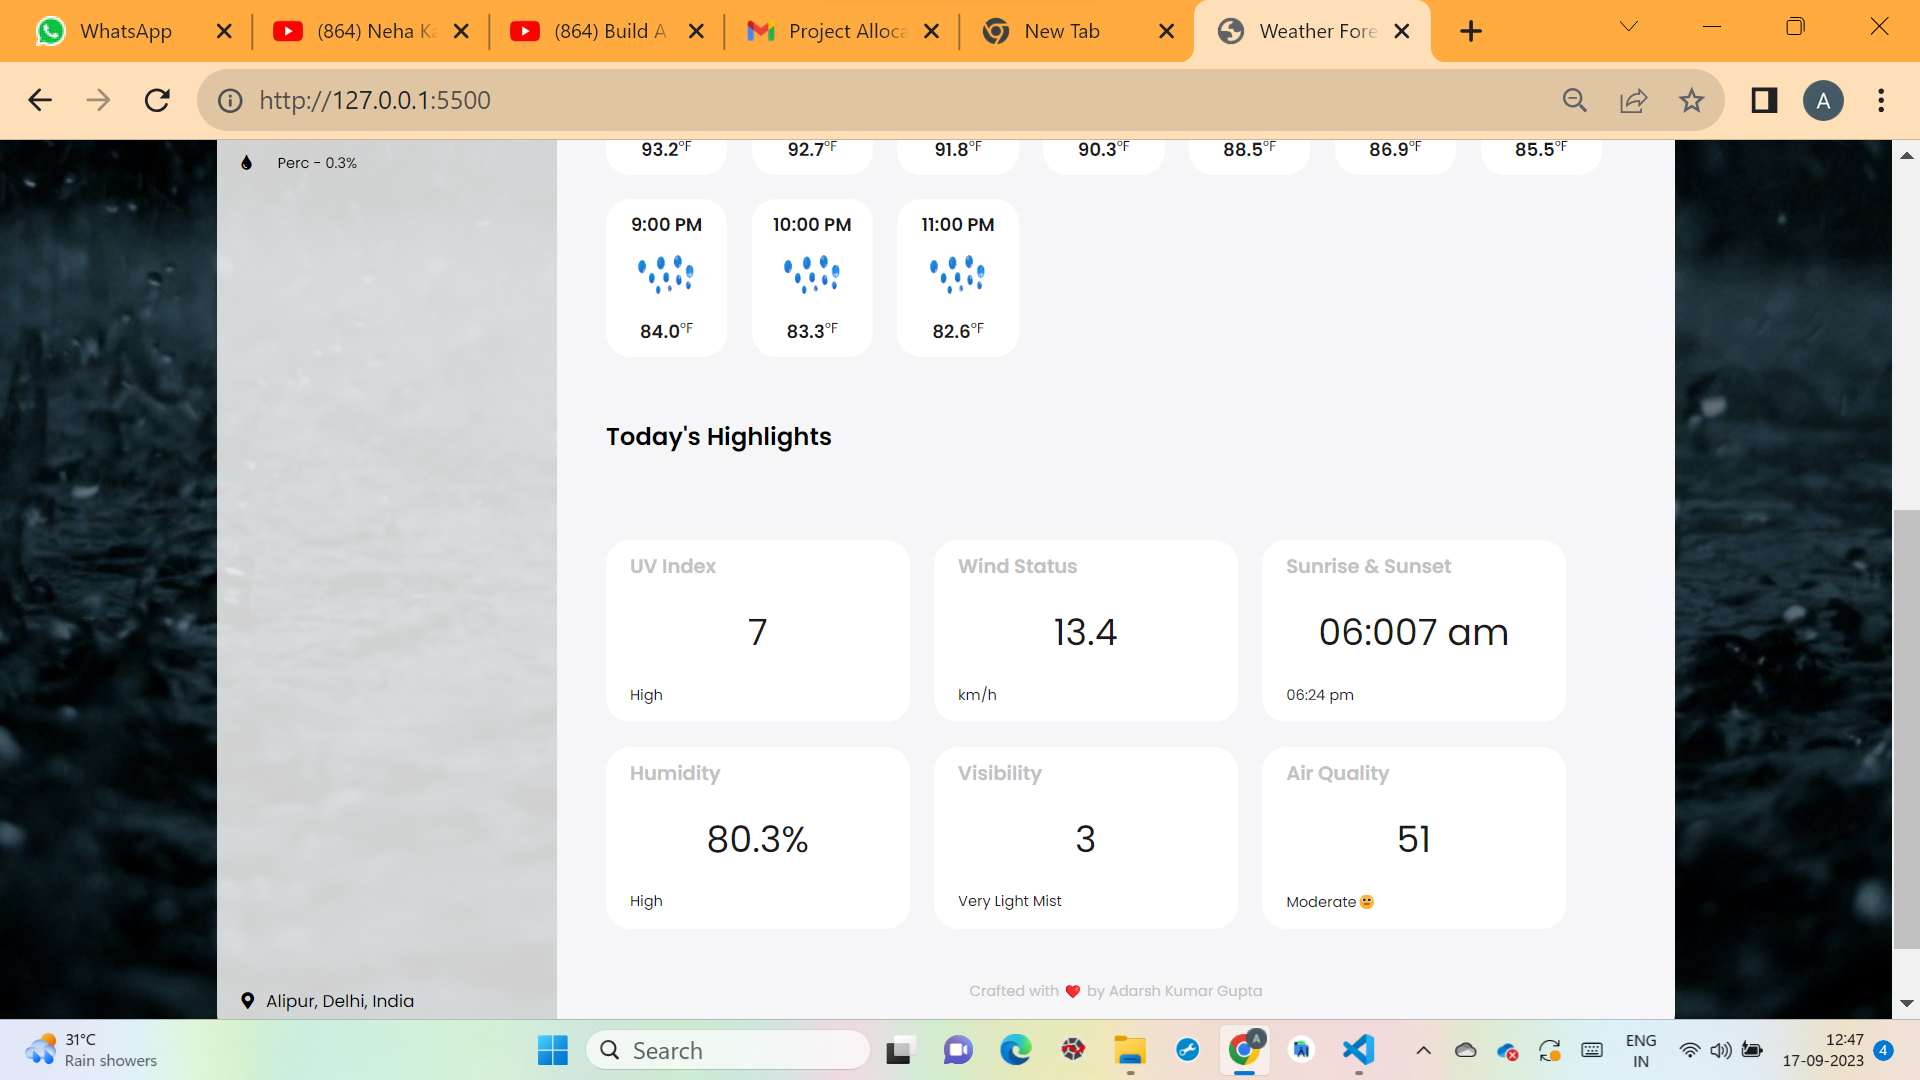 WhatsApp
(864) Neha Ka
(864) Build A
Project Alloca
New Tab
Weather Fore
http://127.0.0.1:5500
A
Perc - 0.3%
93.2°F
92.7°F
91.8°F
90.3°F
88.5°F
86.9°F
85.5°F
9:00 PM
10:00 PM
11:00 PM
84.0°F
83.3°F
82.6°F
Today's Highlights
UV Index
Wind Status
Sunrise & Sunset
7
13.4
06:007 am
High
km/h
06:24 pm
Humidity
Visibility
Air Quality
80.3%
3
51
High
Very Light Mist
Moderate😐
Alipur, Delhi, India
Crafted with ❤️ by Adarsh Kumar Gupta
31°C
Rain showers
Search
A
ENG
IN
12:47
17-09-2023
4